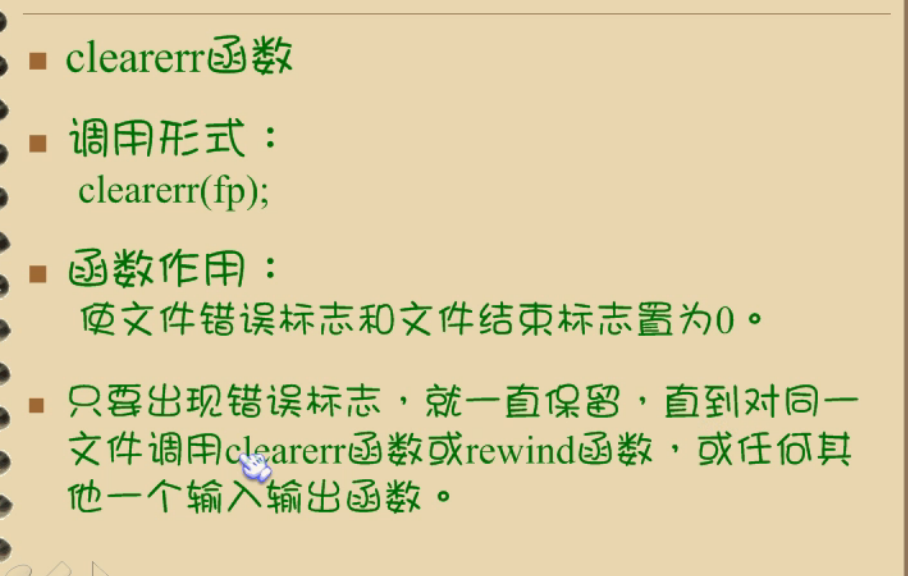 clearerr函数
调用形式：
clearerr(fp);
函数作用：
使文件错误标志和文件结束标志置为0。
只要出现错误标志，就一直保留，直到对同一
文件调用clearerr函数或rewind函数，或任何其
他一个输入输出函数。